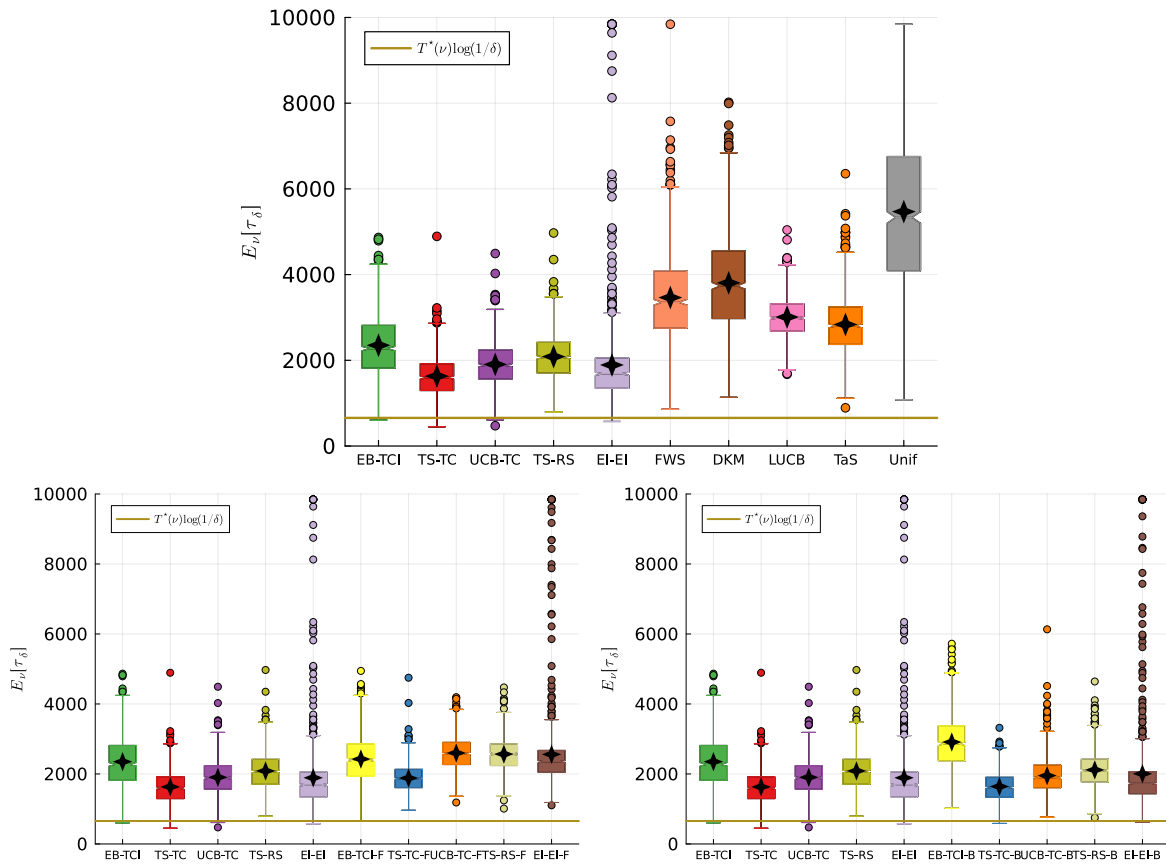 10000
T*(ν)log(1/δ)
8000
6000
E_ν[τ_δ]
4000
2000
0
EB-TCI TS-TC UCB-TC TS-RS EI-EI FWS DKM LUCB TaS Unif
10000
T*(ν)log(1/δ)
8000
6000
E_ν[τ_δ]
4000
2000
0
EB-TCI TS-TC UCB-TC TS-RS EI-EI EB-TCI-F TS-TC-F UCB-TC-F TS-RS-F EI-EI-F
10000
T*(ν)log(1/δ)
8000
6000
E_ν[τ_δ]
4000
2000
0
EB-TCI TS-TC UCB-TC TS-RS EI-EI EB-TCI-B TS-TC-B UCB-TC-B TS-RS-B EI-EI-B